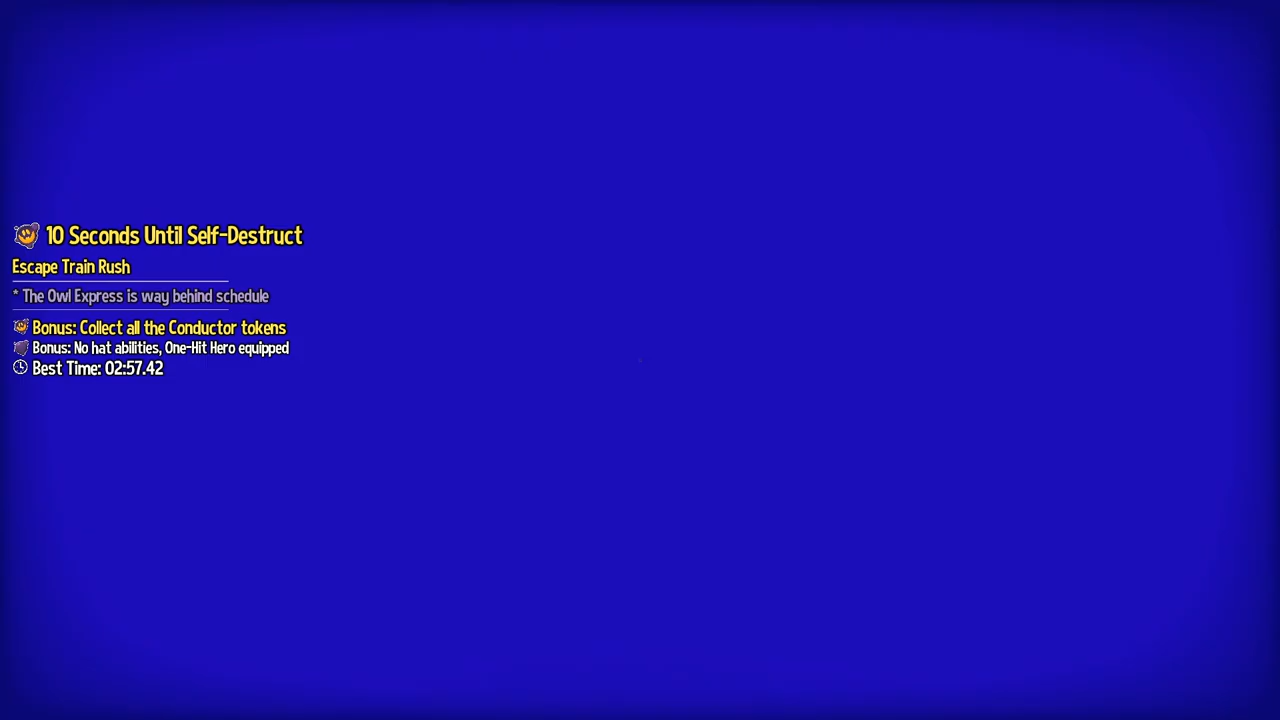 10 Seconds Until Self-Destruct
Escape Train Rush
* The Owl Express is way behind schedule
Bonus: Collect all the Conductor tokens
Bonus: No hat abilities, One-Hit Hero equipped
Best Time: 02:57.42